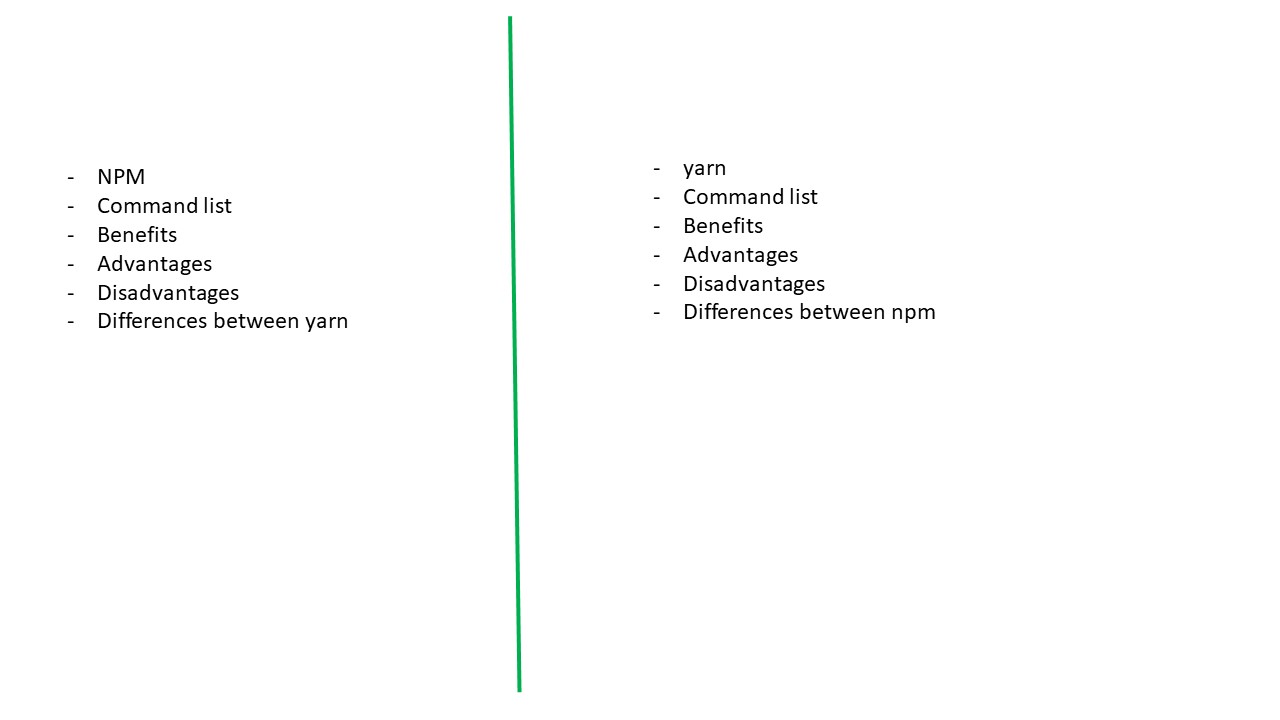 - NPM
- Command list
- Benefits
- Advantages
- Disadvantages
- Differences between yarn
- yarn
- Command list
- Benefits
- Advantages
- Disadvantages
- Differences between npm